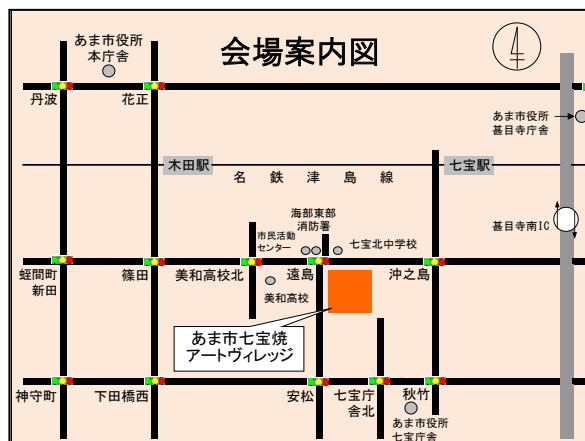 会場案内図
あま市役所
本庁舎
丹波
花正
あま市役所
甚目寺庁舎
木田駅
七宝駅
名鉄津島線
海部東部
消防署
市民活動
センター
七宝北中学校
甚目寺南IC
蛭間町
新田
篠田
美和高校北
遠島
沖之島
美和高校
あま市七宝焼
アートヴィレッジ
神守町
下田橋西
安松
七宝庁
舎北
秋竹
あま市役所
七宝庁舎